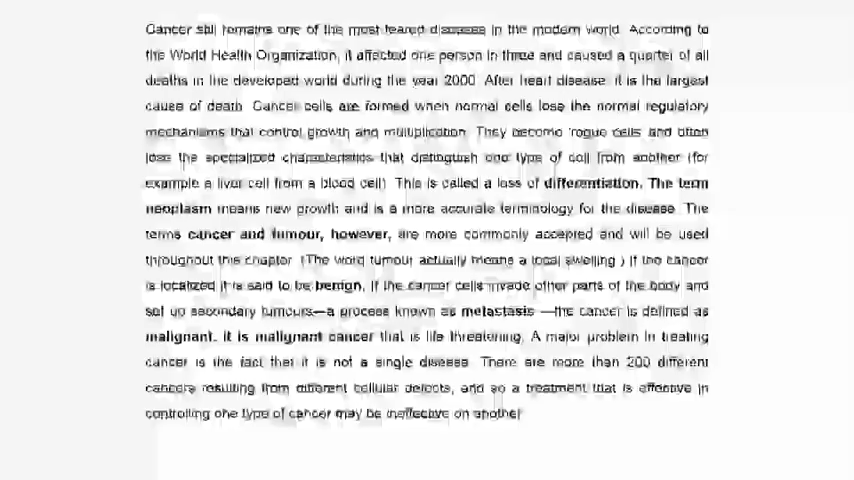 Cancer still remains one of the most feared diseases in the modern world. According to
the World Health Organization, it affected one person in three and caused a quarter of all
deaths in the developed world during the year 2000. After heart disease it is the largest
cause of death. Cancer cells are formed when normal cells lose the normal regulatory
mechanisms that control growth and multiplication. They become 'rogue cells' and often
lose the specialized characteristics that distinguish one type of cell from another (for
example a liver cell from a blood cell). This is called a loss of differentiation. The term
neoplasm means new growth and is a more accurate terminology for the disease. The
terms cancer and tumour, however, are more commonly accepted and will be used
throughout this chapter. (The word tumour actually means a local swelling.) If the cancer
is localized it is said to be benign. If the cancer cells invade other parts of the body and
set up secondary tumours—a process known as metastasis —the cancer is defined as
malignant. It is malignant cancer that is life threatening. A major problem in treating
cancer is the fact that it is not a single disease. There are more than 200 different
cancers resulting from different cellular defects, and so a treatment that is effective in
controlling one type of cancer may be ineffective on another